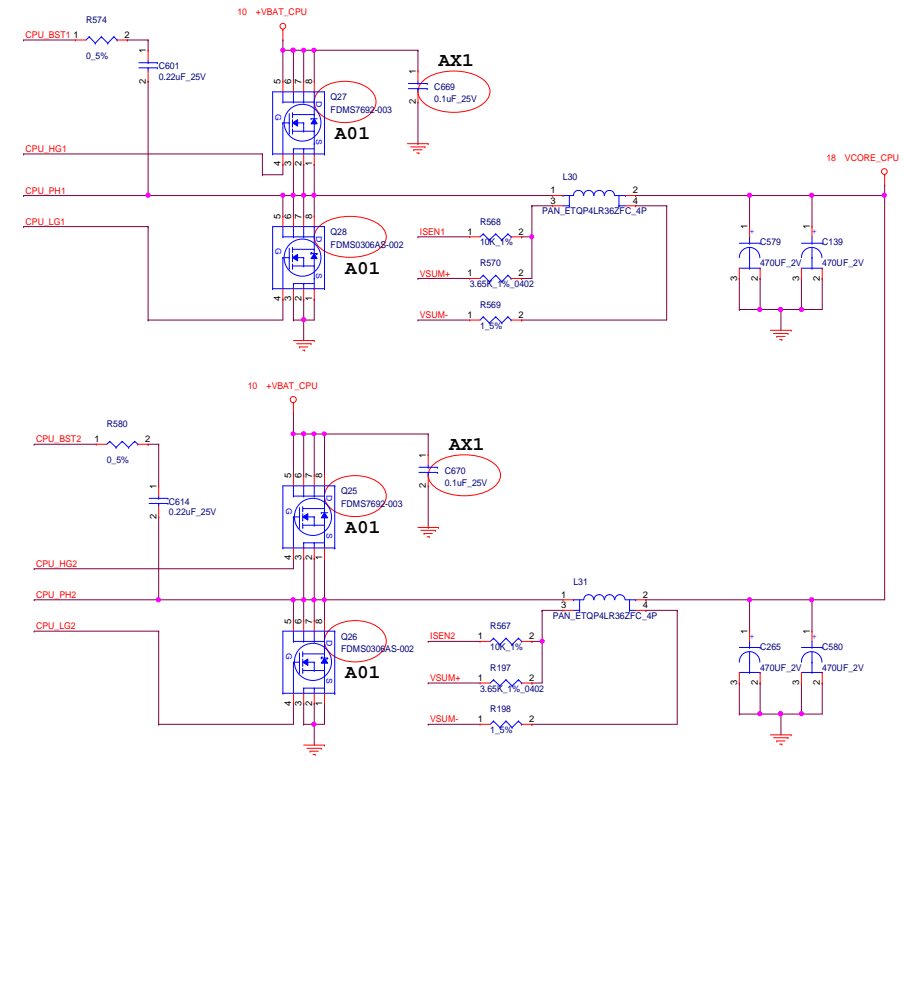 10 +VBAT_CPU
R574
CPU_BST1 1 2
0_5%
1
C601
0.22uF_25V
2
AX1
1
C669
0.1uF_25V
2
5 6 7 8
Q27
FDMS7692-003
D
G
S
A01
CPU_HG1
4 3 2 1
18 VCORE_CPU
CPU_PH1
L30
1 2
3 4
PAN_ETQP4LR36ZFC_4P
CPU_LG1
5 6 7 8
Q28
FDMS0306AS-002
D
G
S
A01
4 3 2 1
ISEN1 1 R568 2
10K_1%
VSUM+ 1 R570 2
3.65K_1%_0402
VSUM- 1 R569 2
1_5%
1 +
C579
470UF_2V
3 2
1 +
C139
470UF_2V
3 2
10 +VBAT_CPU
R580
CPU_BST2 1 2
0_5%
1
C614
0.22uF_25V
2
AX1
1
C670
0.1uF_25V
2
5 6 7 8
Q25
FDMS7692-003
D
G
S
A01
CPU_HG2
4 3 2 1
CPU_PH2
L31
1 2
3 4
PAN_ETQP4LR36ZFC_4P
CPU_LG2
5 6 7 8
Q26
FDMS0306AS-002
D
G
S
A01
4 3 2 1
ISEN2 1 R567 2
10K_1%
VSUM+ 1 R197 2
3.65K_1%_0402
VSUM- 1 R198 2
1_5%
1 +
C265
470UF_2V
3 2
1 +
C580
470UF_2V
3 2